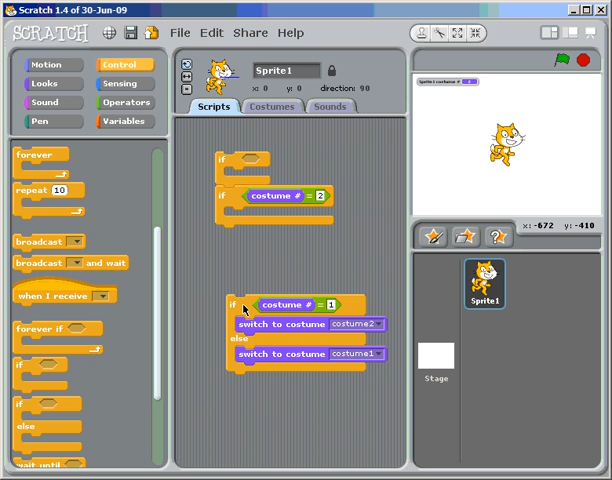 Scratch 1.4 of 30-Jun-09
SCRATCH File Edit Share Help
Motion Control
Looks Sensing
Sound Operators
Pen Variables
Sprite1
x: 0 y: 0 direction: 90
Scripts Costumes Sounds
forever
repeat 10
broadcast
broadcast and wait
when I receive
forever if
if
if
else
wait until
if
if costume # = 2
if costume # = 1
switch to costume costume2
else
switch to costume costume1
Sprite1 costume #
x: -672 y: -410
Sprite1
Stage